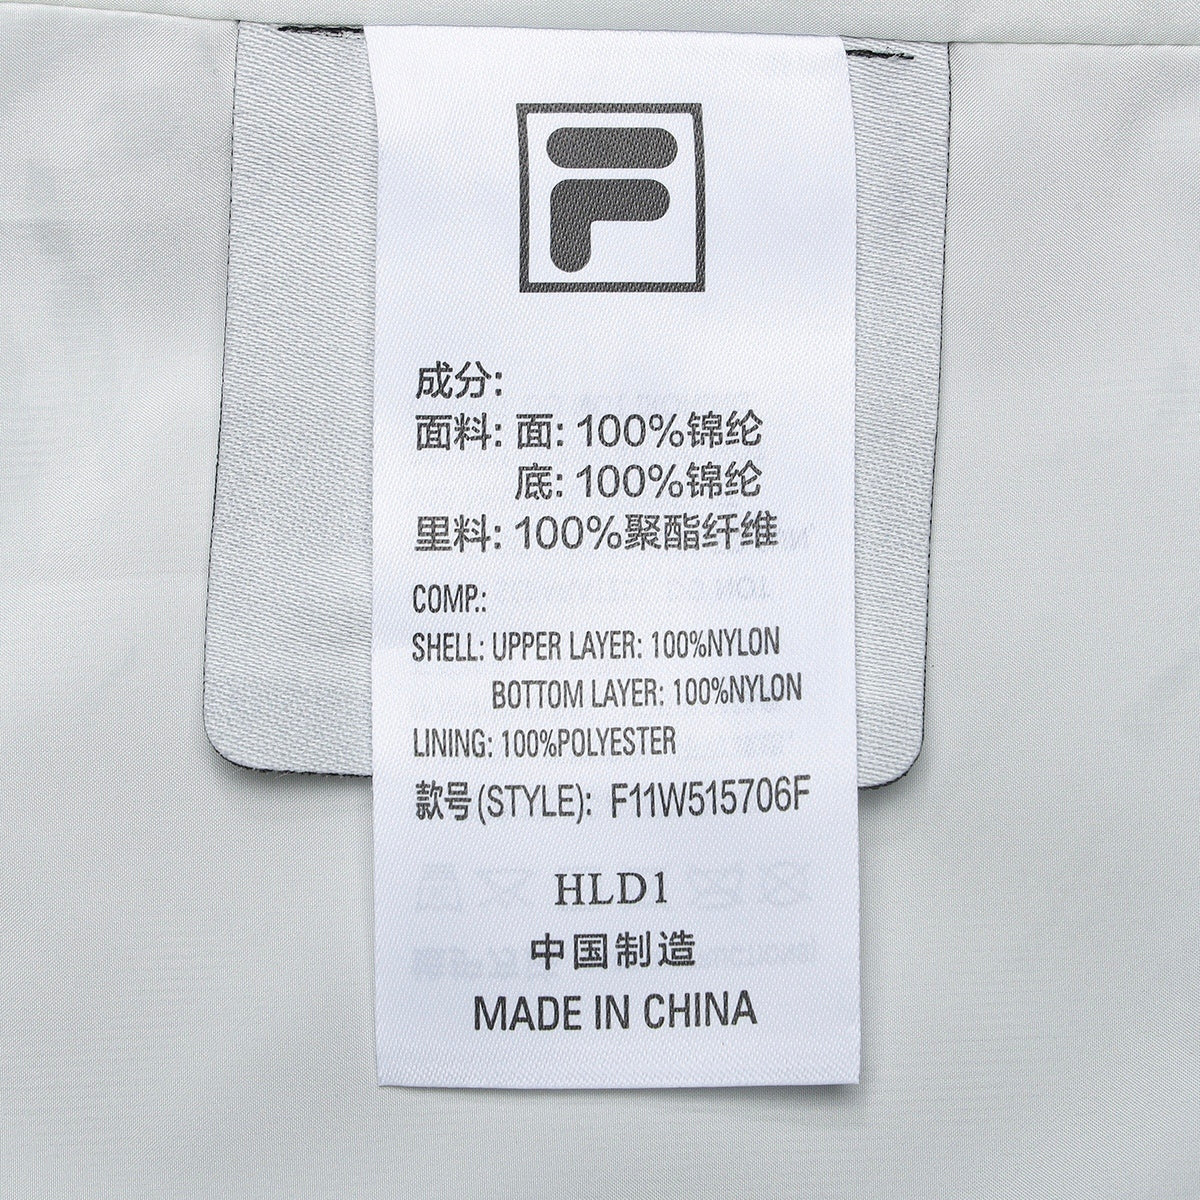 F
成分:
面料: 面: 100%锦纶
底: 100%锦纶
里料: 100%聚酯纤维
COMP.:
SHELL: UPPER LAYER: 100%NYLON
BOTTOM LAYER: 100%NYLON
LINING: 100%POLYESTER
款号(STYLE): F11W515706F
HLD1
中国制造
MADE IN CHINA